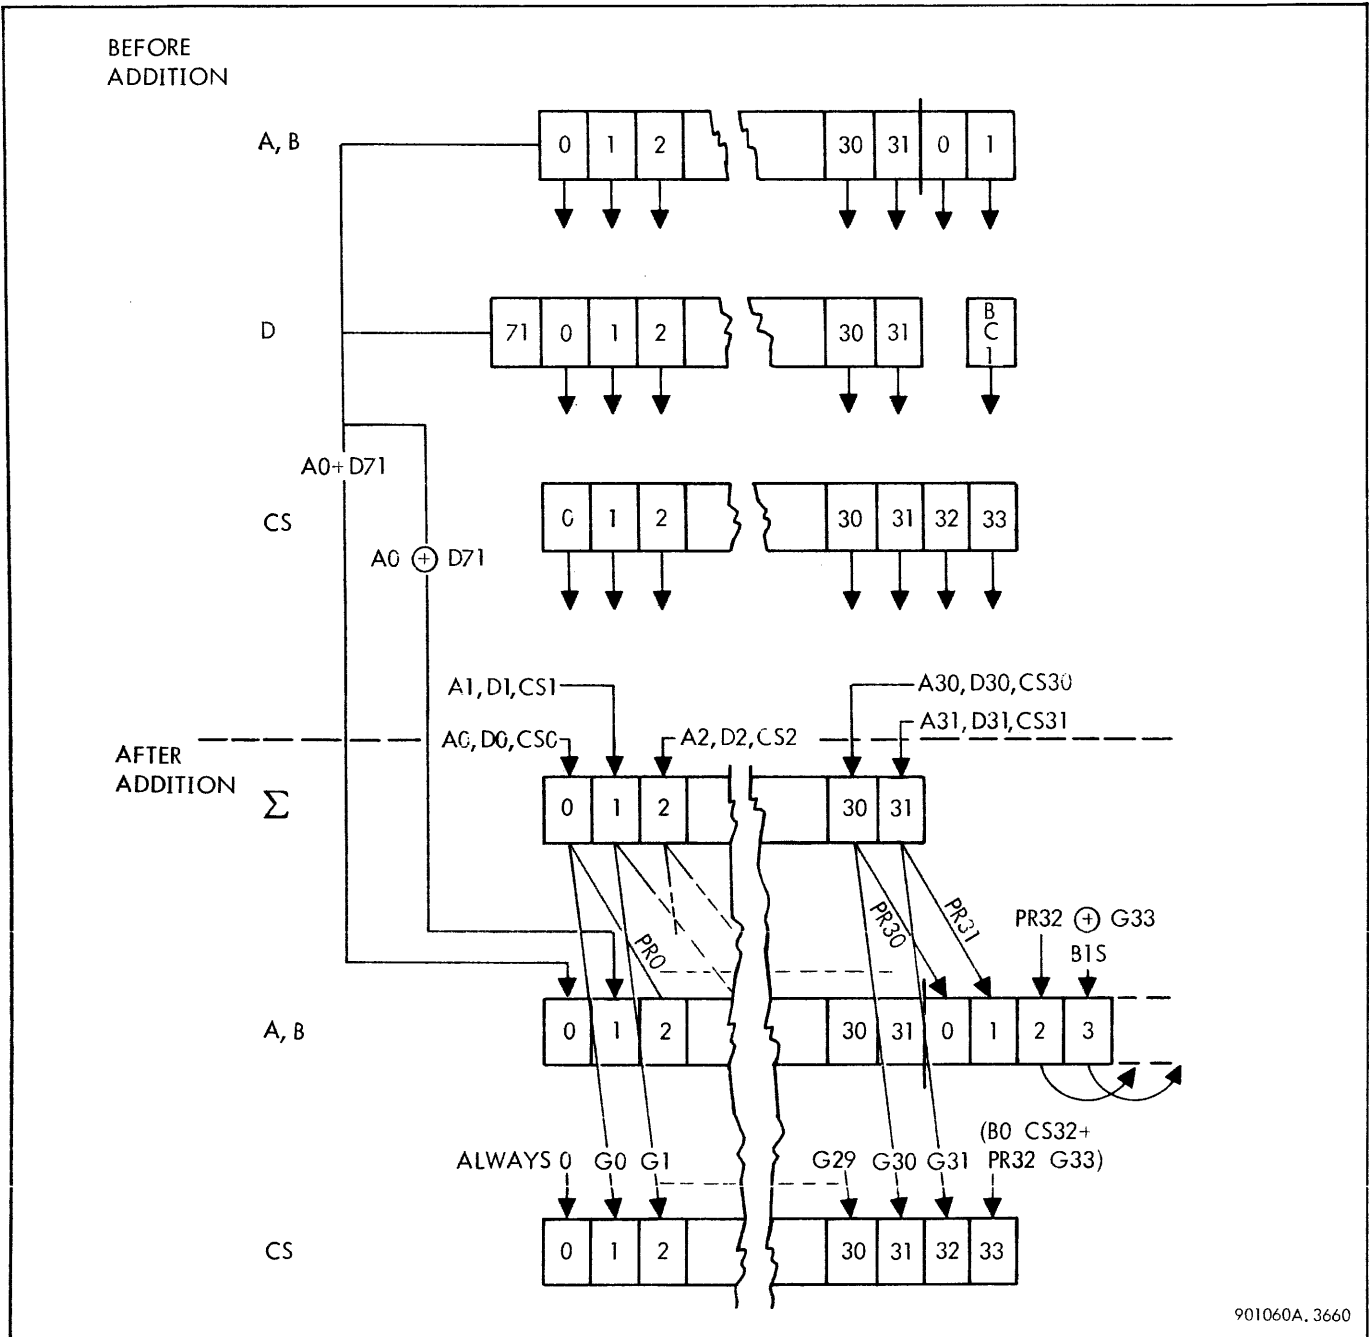 BEFORE
ADDITION
A, B
0 1 2 30 31 0 1
D
71 0 1 2 30 31 B C 1
A0+D71
CS
0 1 2 30 31 32 33
A0 ⊕ D71
A1, D1, CS1
A30, D30, CS30
A31, D31, CS31
A0, D0, CS0
A2, D2, CS2
AFTER
ADDITION
Σ
0 1 2 30 31
PR0
PR30
PR31
PR32 ⊕ G33
B1S
A, B
0 1 2 30 31 0 1 2 3
(B0 CS32+
ALWAYS 0 G0 G1 G29 G30 G31 PR32 G33)
CS
0 1 2 30 31 32 33
901060A. 3660